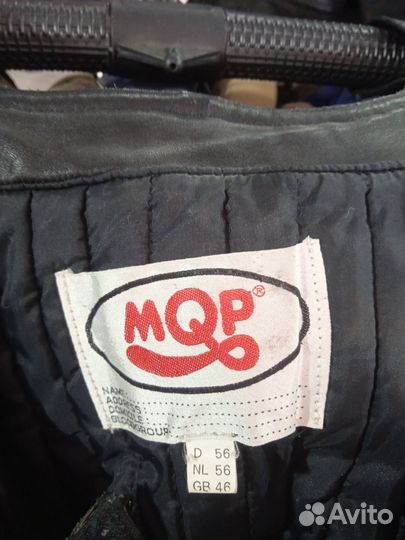 MQP®
NAME
ADDRESS
DOMICILE
BLOODGROUP
D 56
NL 56
GB 46
Avito